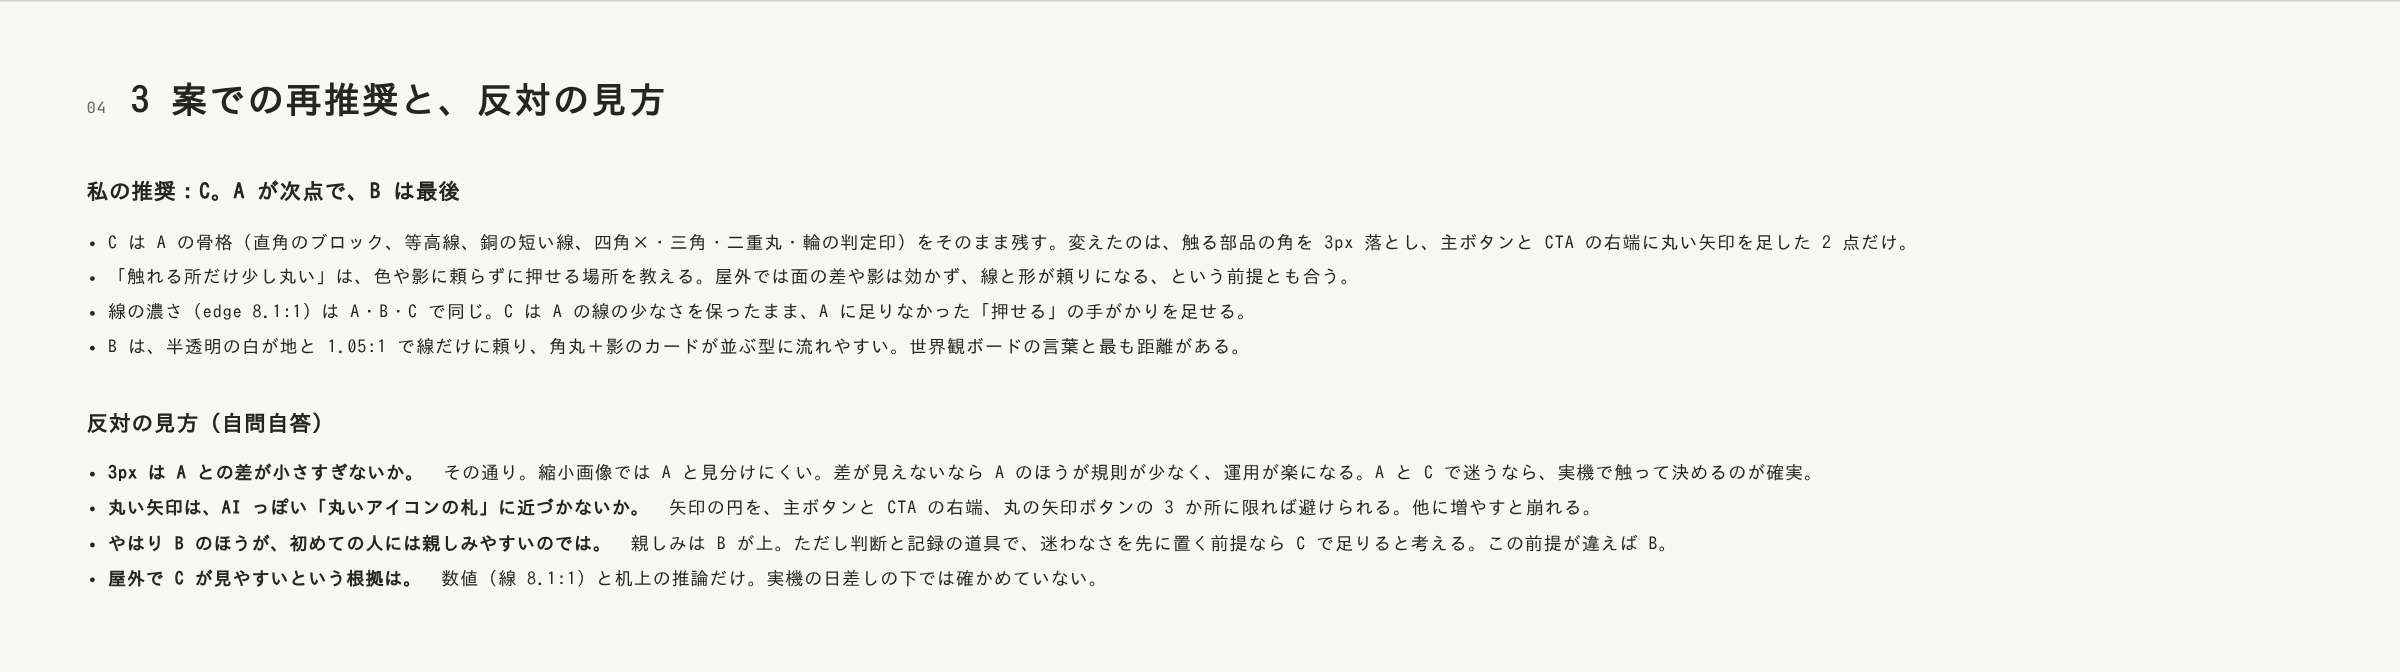 04 3 案での再推奨と、反対の見方
私の推奨：C。A が次点で、B は最後
• C は A の骨格（直角のブロック、等高線、銅の短い線、四角×・三角・二重丸・輪の判定印）をそのまま残す。変えたのは、触る部品の角を 3px 落とし、主ボタンと CTA の右端に丸い矢印を足した 2 点だけ。
• 「触れる所だけ少し丸い」は、色や影に頼らずに押せる場所を教える。屋外では面の差や影は効かず、線と形が頼りになる、という前提とも合う。
• 線の濃さ（edge 8.1:1）は A・B・C で同じ。C は A の線の少なさを保ったまま、A に足りなかった「押せる」の手がかりを足せる。
• B は、半透明の白が地と 1.05:1 で線だけに頼り、角丸＋影のカードが並ぶ型に流れやすい。世界観ボードの言葉と最も距離がある。
反対の見方（自問自答）
• 3px は A との差が小さすぎないか。 その通り。縮小画像では A と見分けにくい。差が見えないなら A のほうが規則が少なく、運用が楽になる。A と C で迷うなら、実機で触って決めるのが確実。
• 丸い矢印は、AI っぽい「丸いアイコンの札」に近づかないか。 矢印の円を、主ボタンと CTA の右端、丸の矢印ボタンの 3 か所に限れば避けられる。他に増やすと崩れる。
• やはり B のほうが、初めての人には親しみやすいのでは。 親しみは B が上。ただし判断と記録の道具で、迷わなさを先に置く前提なら C で足りると考える。この前提が違えば B。
• 屋外で C が見やすいという根拠は。 数値（線 8.1:1）と机上の推論だけ。実機の日差しの下では確かめていない。